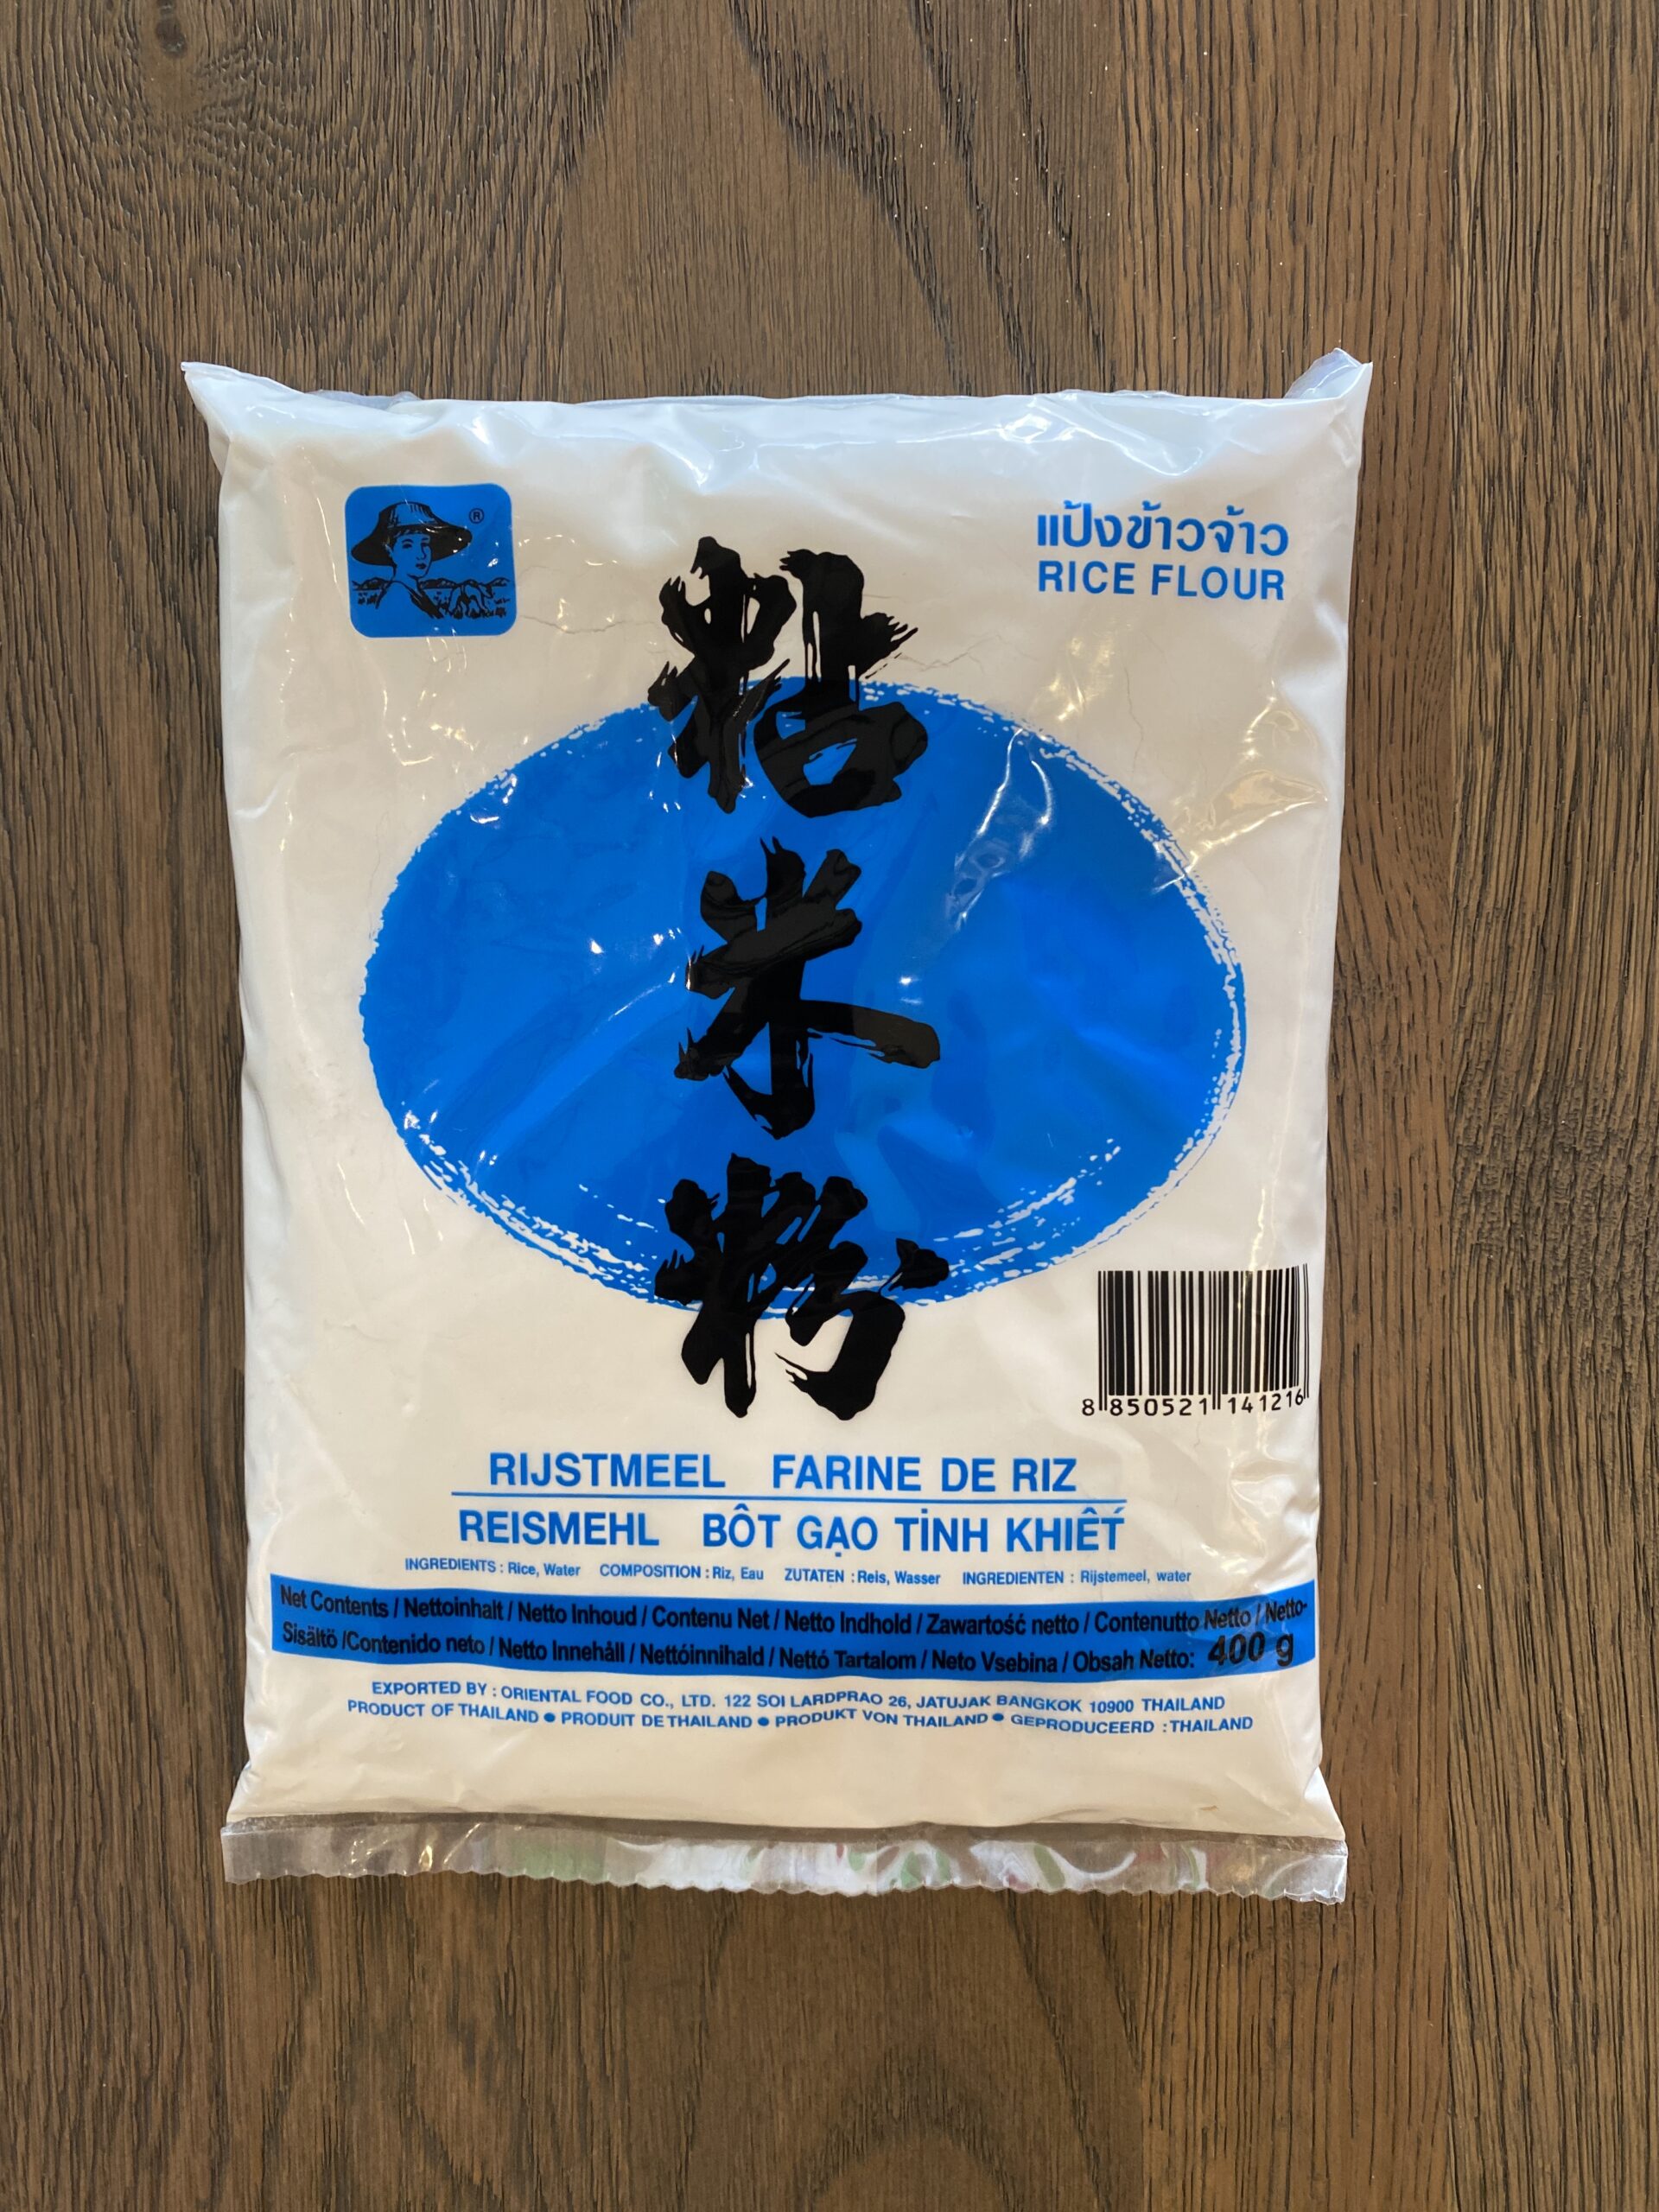 ®
แป้งข้าวจ้าว
RICE FLOUR
粘
米
粉
8 850521 141216
RIJSTMEEL FARINE DE RIZ
REISMEHL BÔT GẠO TİNH KHIẾT
INGREDIENTS : Rice, Water COMPOSITION : Riz, Eau ZUTATEN : Reis, Wasser INGREDIENTEN : Rijstemeel, water
Net Contents / Nettoinhalt / Netto Inhoud / Contenu Net / Netto Indhold / Zawartość netto / Contenutto Netto / Netto-
Sisältö /Contenido neto / Netto Innehåll / Nettóinnihald / Nettó Tartalom / Neto Vsebina / Obsah Netto: 400 g
EXPORTED BY : ORIENTAL FOOD CO., LTD. 122 SOI LARDPRAO 26, JATUJAK BANGKOK 10900 THAILAND
PRODUCT OF THAILAND ● PRODUIT DE THAILAND ● PRODUKT VON THAILAND ● GEPRODUCEERD : THAILAND